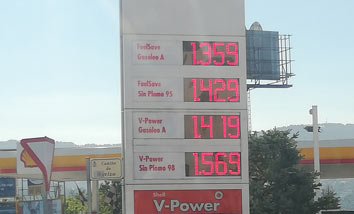 FuelSave
Gasóleo A
1.359
FuelSave
Sin Plomo 95
1.429
V-Power
Gasóleo A
1.419
V-Power
Sin Plomo 98
1.569
Shell
V-Power